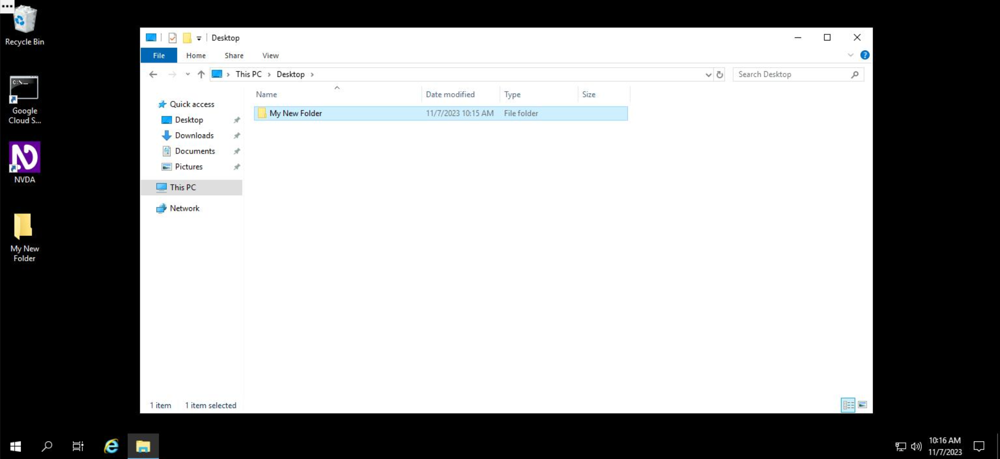 Recycle Bin
C:\_
Google
Cloud S...
NVDA
My New
Folder
Desktop
File Home Share View
This PC Desktop
Search Desktop
Name Date modified Type Size
Quick access
Desktop
Downloads
Documents
Pictures
This PC
Network
My New Folder 11/7/2023 10:15 AM File folder
1 item 1 item selected
10:16 AM
11/7/2023